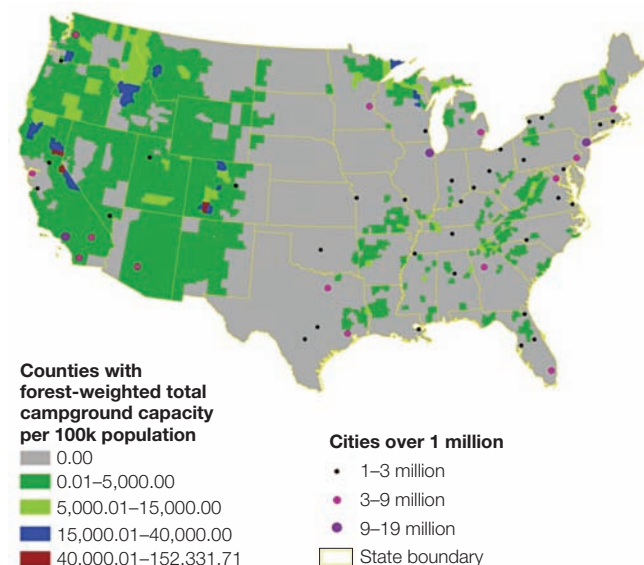 Counties with
forest-weighted total
campground capacity
per 100k population
0.00
0.01–5,000.00
5,000.01–15,000.00
15,000.01–40,000.00
40,000.01–152,331.71
Cities over 1 million
1–3 million
3–9 million
9–19 million
State boundary